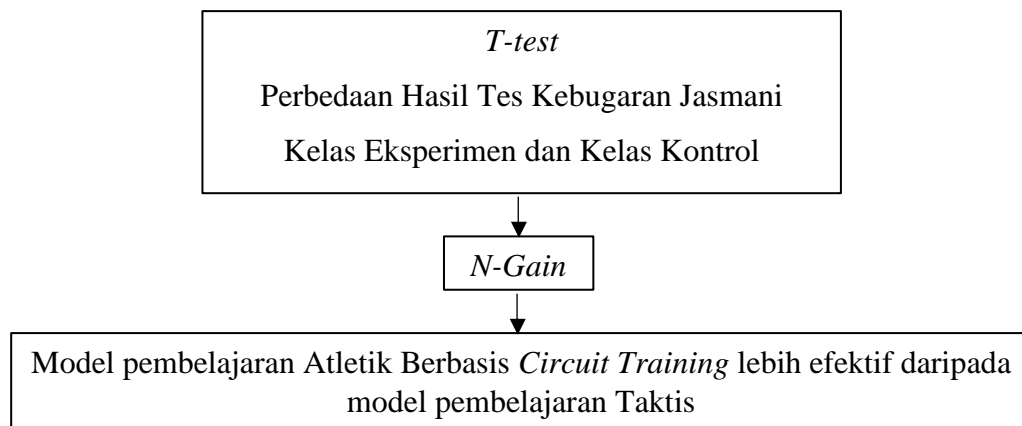 T-test
Perbedaan Hasil Tes Kebugaran Jasmani
Kelas Eksperimen dan Kelas Kontrol
N-Gain
Model pembelajaran Atletik Berbasis Circuit Training lebih efektif daripada
model pembelajaran Taktis